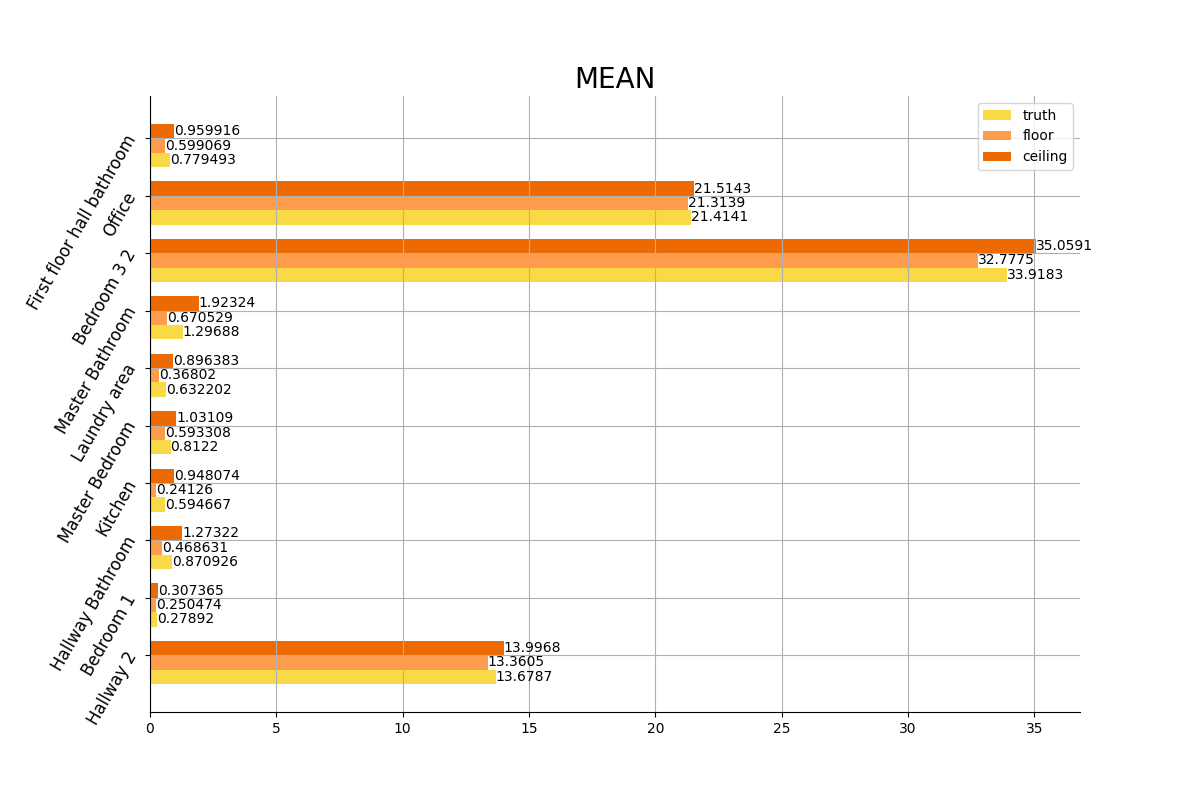 MEAN
truth
floor
ceiling
First floor hall bathroom
0.959916
0.599069
0.779493
Office
21.5143
21.3139
21.4141
Bedroom 3 2
35.0591
32.7775
33.9183
Master Bathroom
1.92324
0.670529
1.29688
Laundry area
0.896383
0.36802
0.632202
Master Bedroom
1.03109
0.593308
0.8122
Kitchen
0.948074
0.24126
0.594667
Hallway Bathroom
1.27322
0.468631
0.870926
Bedroom 1
0.307365
0.250474
0.27892
Hallway 2
13.9968
13.3605
13.6787
0 5 10 15 20 25 30 35